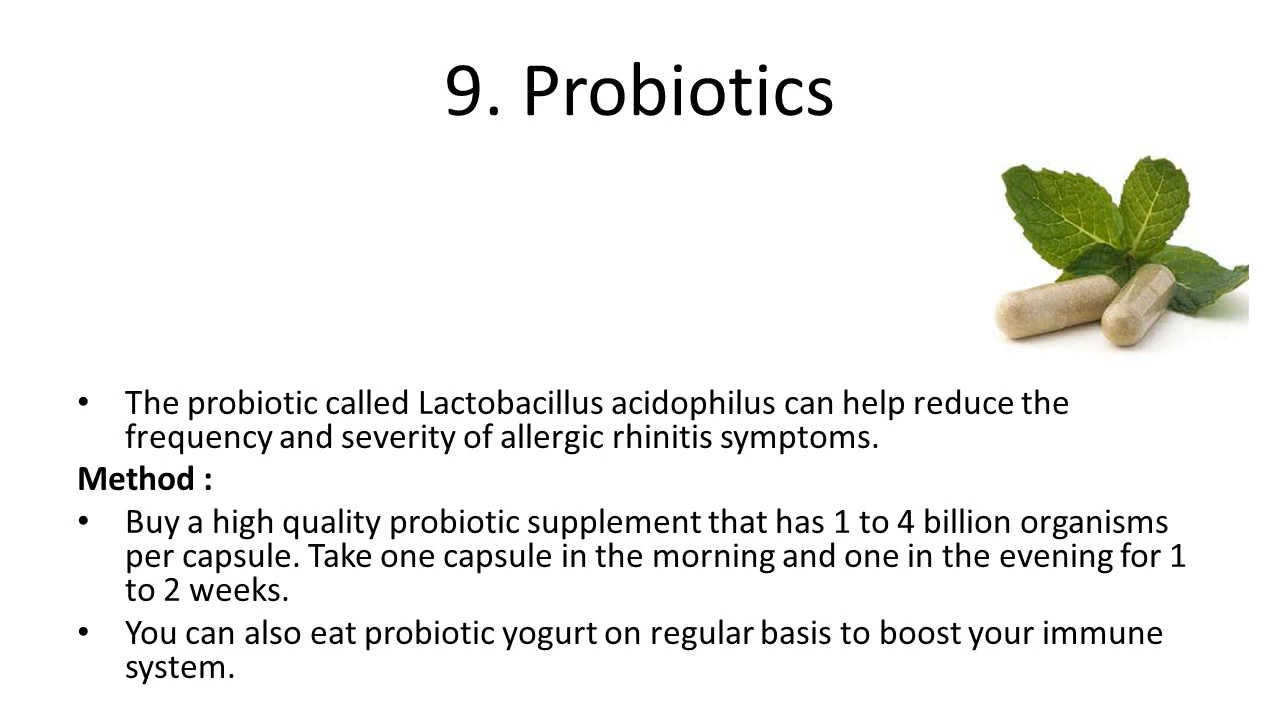 9. Probiotics
• The probiotic called Lactobacillus acidophilus can help reduce the
frequency and severity of allergic rhinitis symptoms.
Method :
• Buy a high quality probiotic supplement that has 1 to 4 billion organisms
per capsule. Take one capsule in the morning and one in the evening for 1
to 2 weeks.
• You can also eat probiotic yogurt on regular basis to boost your immune
system.